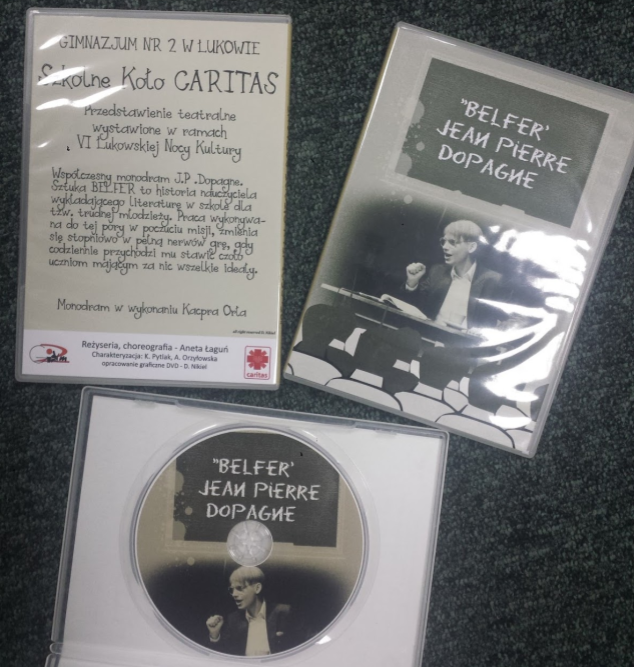 GIMNAZJUM NR 2 W ŁUKOWIE
Szkolne Koło CARITAS
Przedstawienie teatralne
wystawione w ramach
VI Łukowskiej Nocy Kultury
Współczesny monodram J.P .Dopagne.
Sztuka BELFER to historia nauczyciela
wykładającego literaturę w szkole dla
tzw. trudnej młodzieży. Praca wykonywa-
na do tej pory w poczuciu misji, zmienia
się stopniowo w pełną nerwów grę, gdy
codziennie przychodzi mu stawić czoło
uczniom mającym za nic wszelkie ideały.
Monodram w wykonaniu Kacpra Orła
Reżyseria, choreografia - Aneta Łaguń
Charakteryzacja: K. Pytlak, A. Orzyłowska
opracowanie graficzne DVD - D. Nikiel
caritas
"BELFER'
JEAN PIERRE
DOPAGNE
"BELFER'
JEAN PIERRE
DOPAGNE